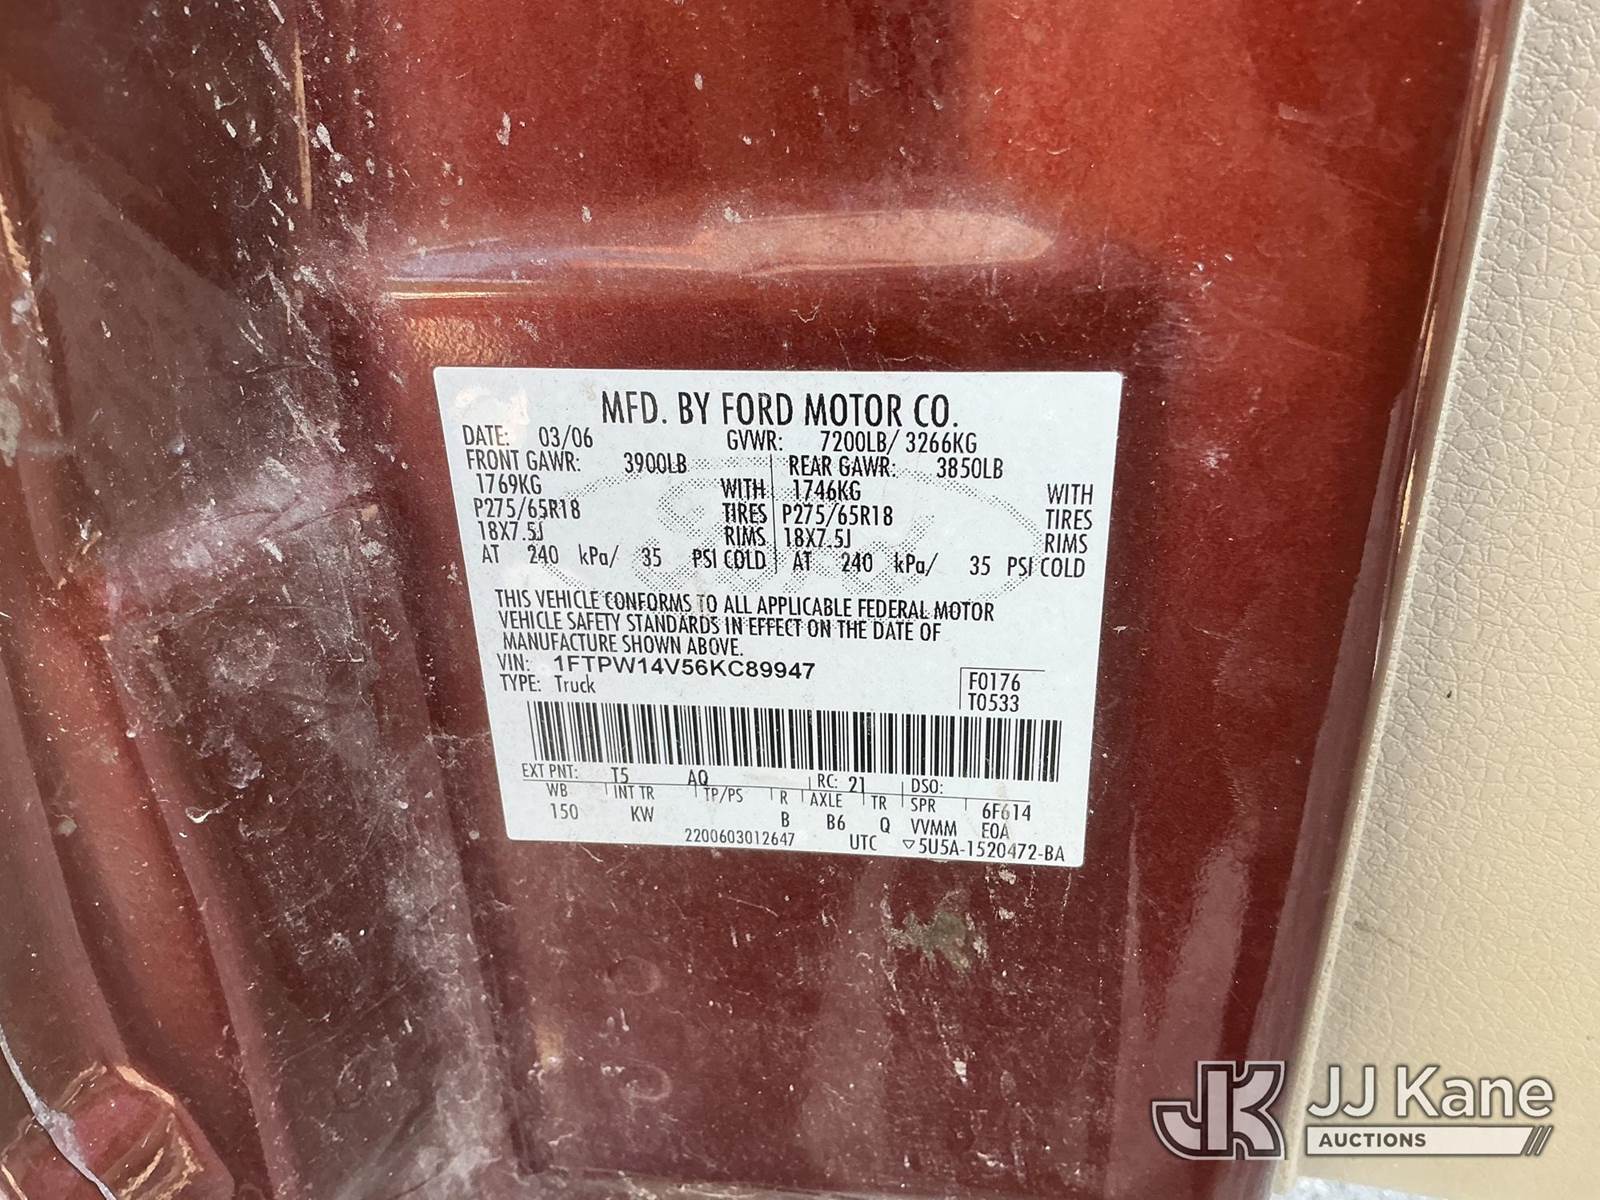 MFD. BY FORD MOTOR CO.
DATE: 03/06 GVWR: 7200LB/ 3266KG
FRONT GAWR: 3900LB REAR GAWR: 3850LB
1769KG WITH 1746KG WITH
P275/65R18 TIRES P275/65R18 TIRES
18X7.5J RIMS 18X7.5J RIMS
AT 240 kPa/ 35 PSI COLD AT 240 kPa/ 35 PSI COLD
THIS VEHICLE CONFORMS TO ALL APPLICABLE FEDERAL MOTOR
VEHICLE SAFETY STANDARDS IN EFFECT ON THE DATE OF
MANUFACTURE SHOWN ABOVE.
VIN: 1FTPW14V56KC89947
TYPE: Truck
F0176
T0533
EXT PNT: T5 AQ RC: 21 DSO:
WB INT TR TP/PS R AXLE TR SPR 6F614
150 KW B B6 Q VVMM EOA
2200603012647 UTC ▽5U5A-1520472-BA
JK JJ Kane
AUCTIONS